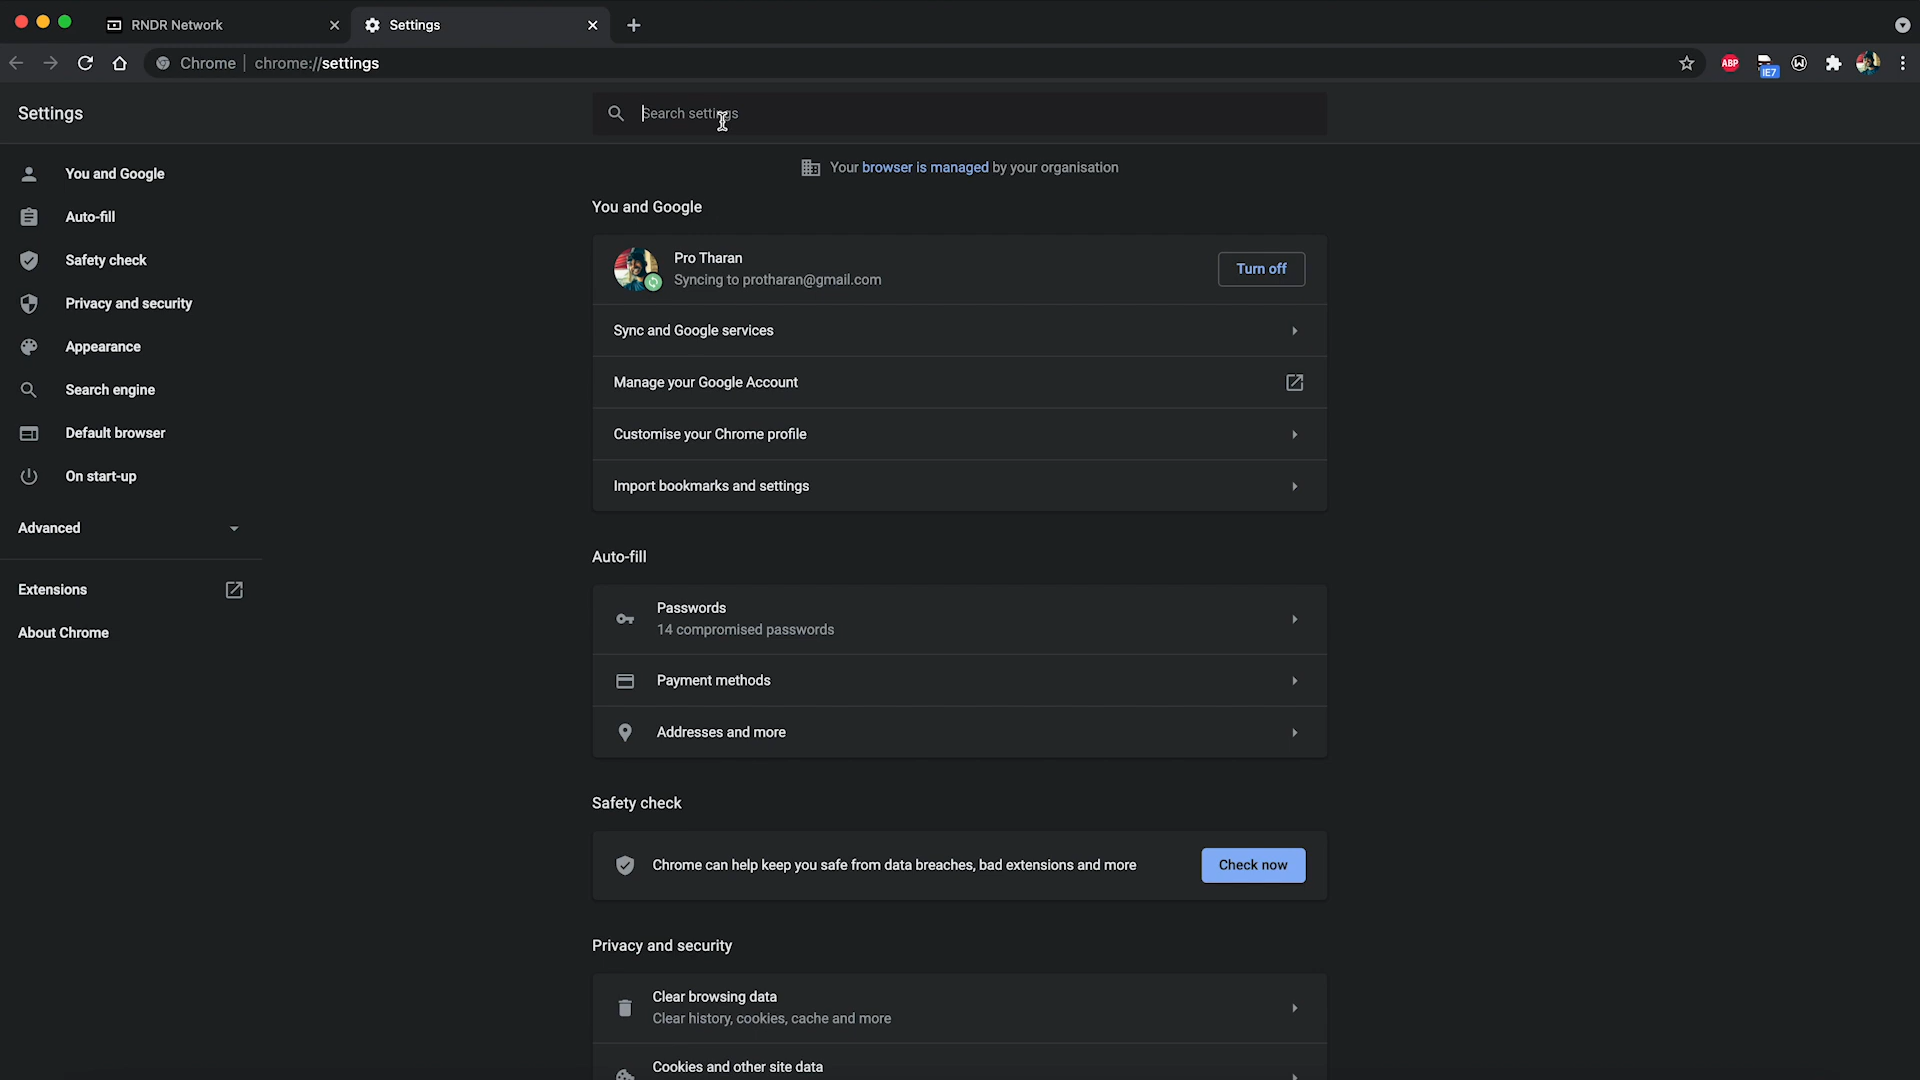 RNDR Network
Settings
Chrome
chrome://settings
ABP
IE7
Settings
Search settings
You and Google
Auto-fill
Safety check
Privacy and security
Appearance
Search engine
Default browser
On start-up
Advanced
Extensions
About Chrome
Your browser is managed by your organisation
You and Google
Pro Tharan
Syncing to protharan@gmail.com
Turn off
Sync and Google services
Manage your Google Account
Customise your Chrome profile
Import bookmarks and settings
Auto-fill
Passwords
14 compromised passwords
Payment methods
Addresses and more
Safety check
Chrome can help keep you safe from data breaches, bad extensions and more
Check now
Privacy and security
Clear browsing data
Clear history, cookies, cache and more
Cookies and other site data